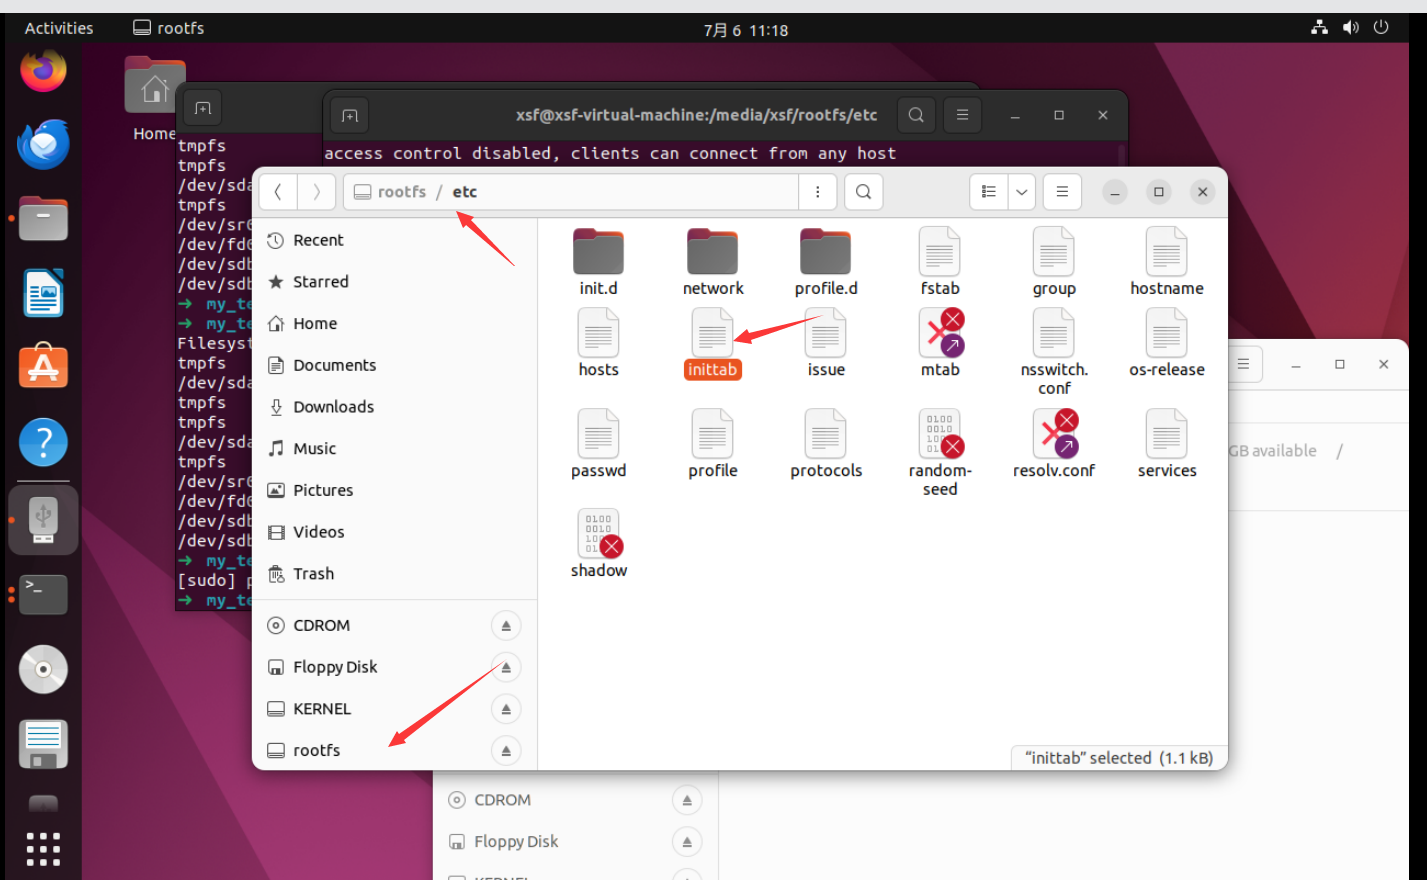 Activities
rootfs
7月 6 11:18
Home
xsf@xsf-virtual-machine:/media/xsf/rootfs/etc
tmpfs
tmpfs
/dev/sda
tmpfs
/dev/sr0
/dev/fd0
/dev/sdb
/dev/sdb
→ my_te
→ my_te
Filesyst
tmpfs
/dev/sda
tmpfs
tmpfs
/dev/sda
tmpfs
/dev/sr0
/dev/fd0
/dev/sdb
/dev/sdb
→ my_te
[sudo] p
→ my_te
access control disabled, clients can connect from any host
rootfs / etc
Recent
Starred
Home
Documents
Downloads
Music
Pictures
Videos
Trash
CDROM
Floppy Disk
KERNEL
rootfs
init.d
network
profile.d
fstab
group
hostname
hosts
inittab
issue
mtab
nsswitch.
conf
os-release
passwd
profile
protocols
random-
seed
resolv.conf
services
shadow
"inittab" selected (1.1 kB)
GB available /
CDROM
Floppy Disk
KERNEL